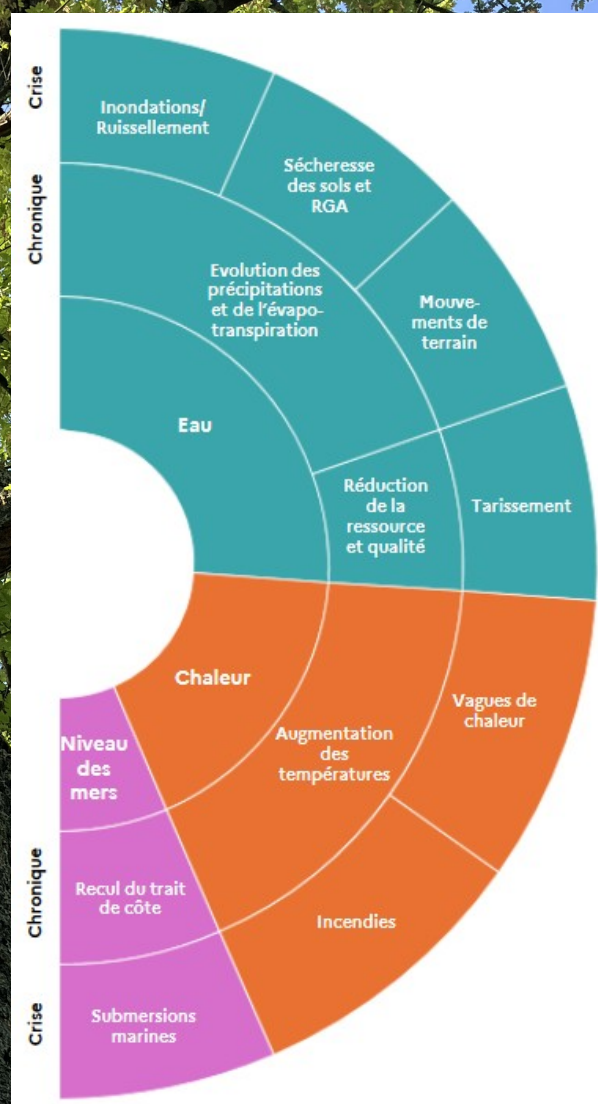 Crise
Chronique
Inondations/
Ruissellement
Sécheresse
des sols et
RGA
Evolution des
précipitations
et de l'évapo-
transpiration
Mouve-
ments de
terrain
Eau
Réduction
de la
ressource
et qualité
Tarissement
Chaleur
Augmentation
des
températures
Vagues de
chaleur
Incendies
Niveau
des
mers
Recul du trait
de côte
Submersions
marines
Chronique
Crise